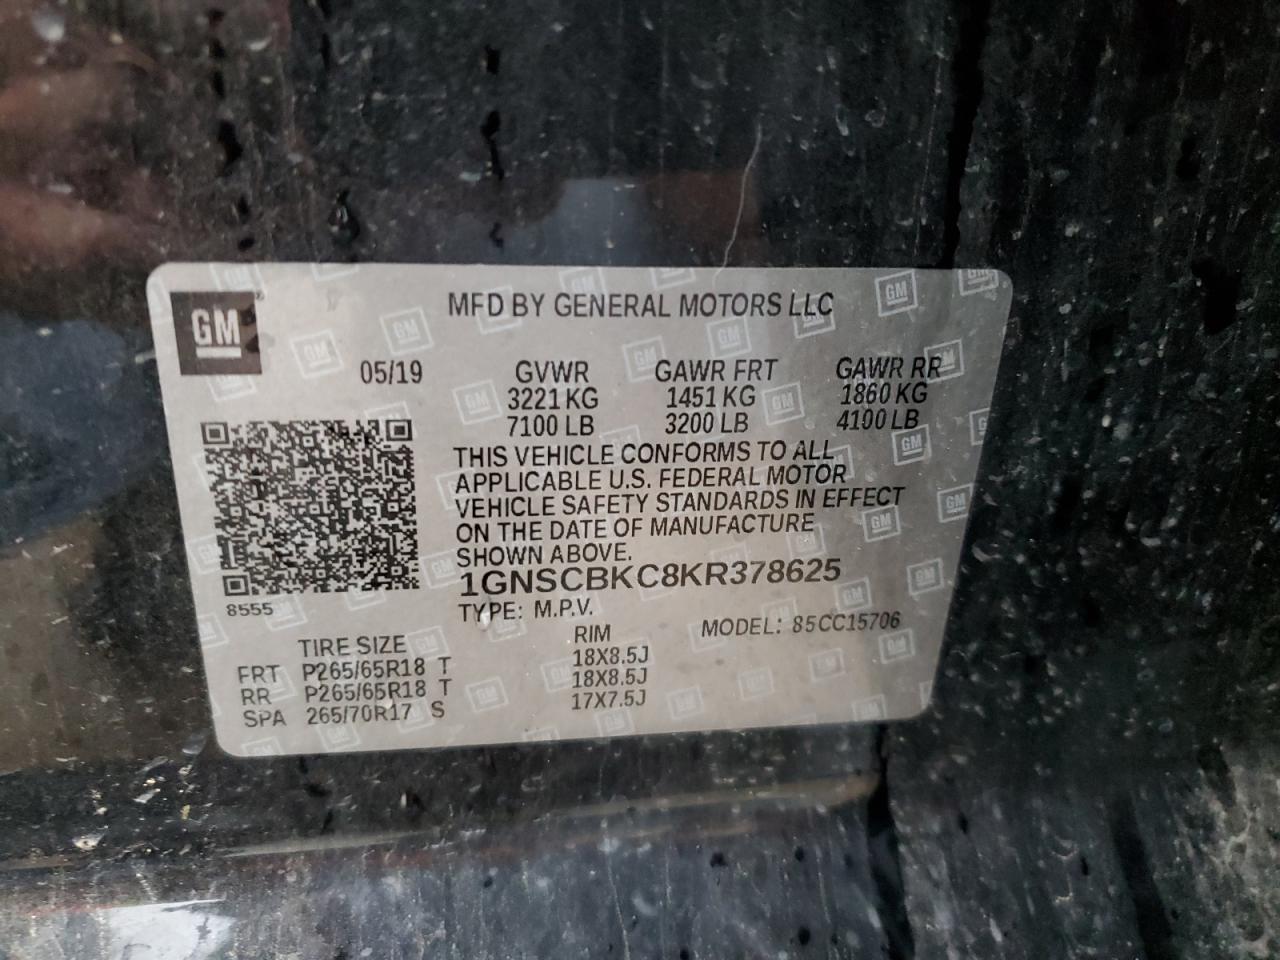 GM
MFD BY GENERAL MOTORS LLC
05/19 GVWR GAWR FRT GAWR RR
3221 KG 1451 KG 1860 KG
7100 LB 3200 LB 4100 LB
THIS VEHICLE CONFORMS TO ALL
APPLICABLE U.S. FEDERAL MOTOR
VEHICLE SAFETY STANDARDS IN EFFECT
ON THE DATE OF MANUFACTURE
SHOWN ABOVE.
1GNSCBKC8KR378625
8555 TYPE: M.P.V. MODEL: 85CC15706
TIRE SIZE RIM
FRT P265/65R18 T 18X8.5J
RR P265/65R18 T 18X8.5J
SPA 265/70R17 S 17X7.5J